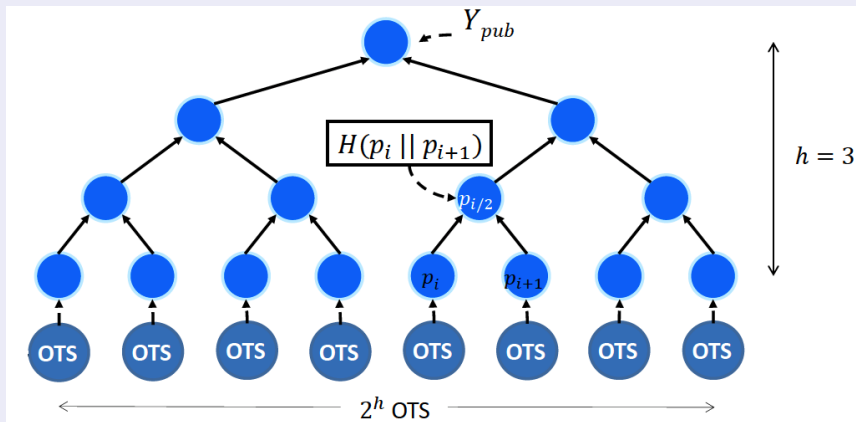 Y_pub
H(p_i || p_{i+1})
h = 3
p_{i/2}
p_i
p_{i+1}
OTS OTS OTS OTS OTS OTS OTS OTS
2^h OTS